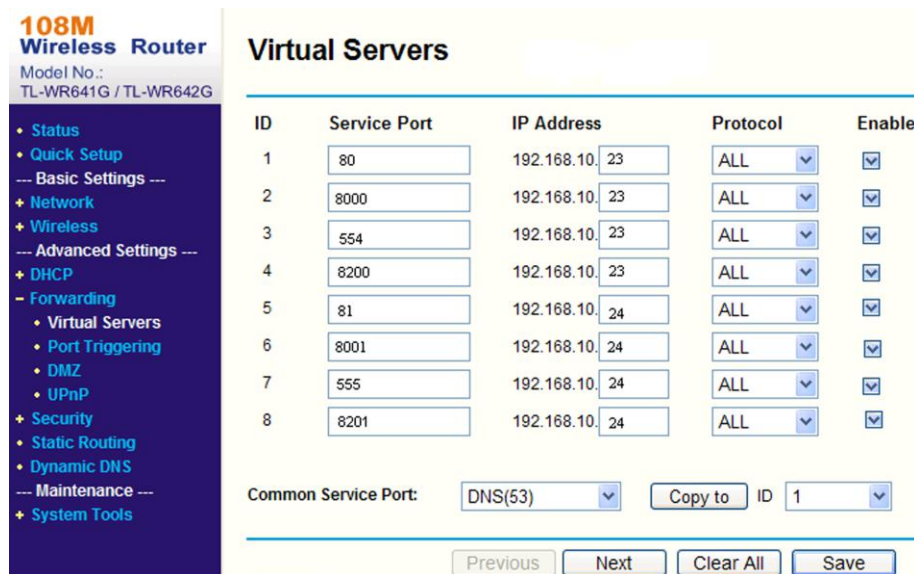 108M
Wireless Router
Model No.:
TL-WR641G / TL-WR642G
• Status
• Quick Setup
--- Basic Settings ---
+ Network
+ Wireless
--- Advanced Settings ---
+ DHCP
– Forwarding
• Virtual Servers
• Port Triggering
• DMZ
• UPnP
+ Security
• Static Routing
• Dynamic DNS
--- Maintenance ---
+ System Tools
Virtual Servers
ID Service Port IP Address Protocol Enable
1 80 192.168.10. 23 ALL
2 8000 192.168.10. 23 ALL
3 554 192.168.10. 23 ALL
4 8200 192.168.10. 23 ALL
5 81 192.168.10. 24 ALL
6 8001 192.168.10. 24 ALL
7 555 192.168.10. 24 ALL
8 8201 192.168.10. 24 ALL
Common Service Port: DNS(53) Copy to ID 1
Previous Next Clear All Save